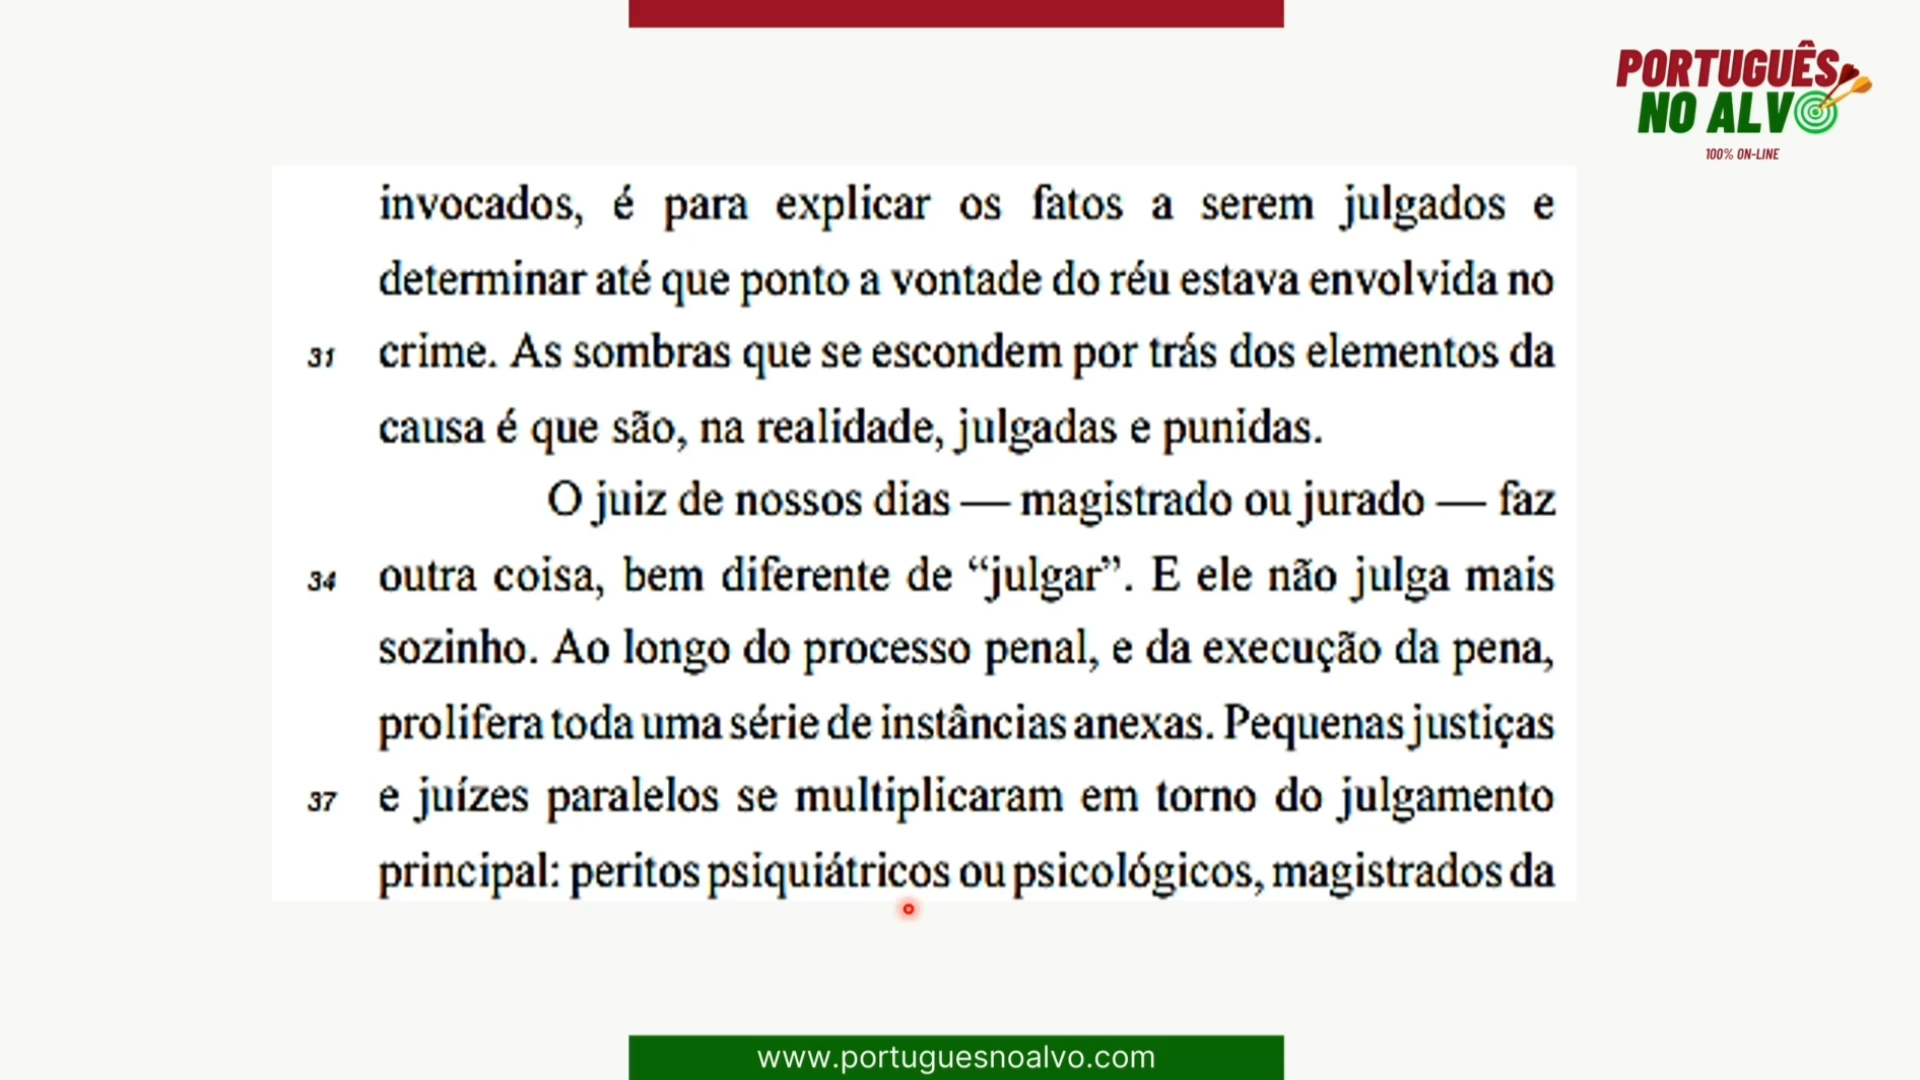 PORTUGUÊS
NO ALVO
100% ON-LINE
invocados, é para explicar os fatos a serem julgados e
determinar até que ponto a vontade do réu estava envolvida no
31 crime. As sombras que se escondem por trás dos elementos da
causa é que são, na realidade, julgadas e punidas.
O juiz de nossos dias — magistrado ou jurado — faz
34 outra coisa, bem diferente de “julgar”. E ele não julga mais
sozinho. Ao longo do processo penal, e da execução da pena,
prolifera toda uma série de instâncias anexas. Pequenas justiças
37 e juízes paralelos se multiplicaram em torno do julgamento
principal: peritos psiquiátricos ou psicológicos, magistrados da
www.portuguesnoalvo.com